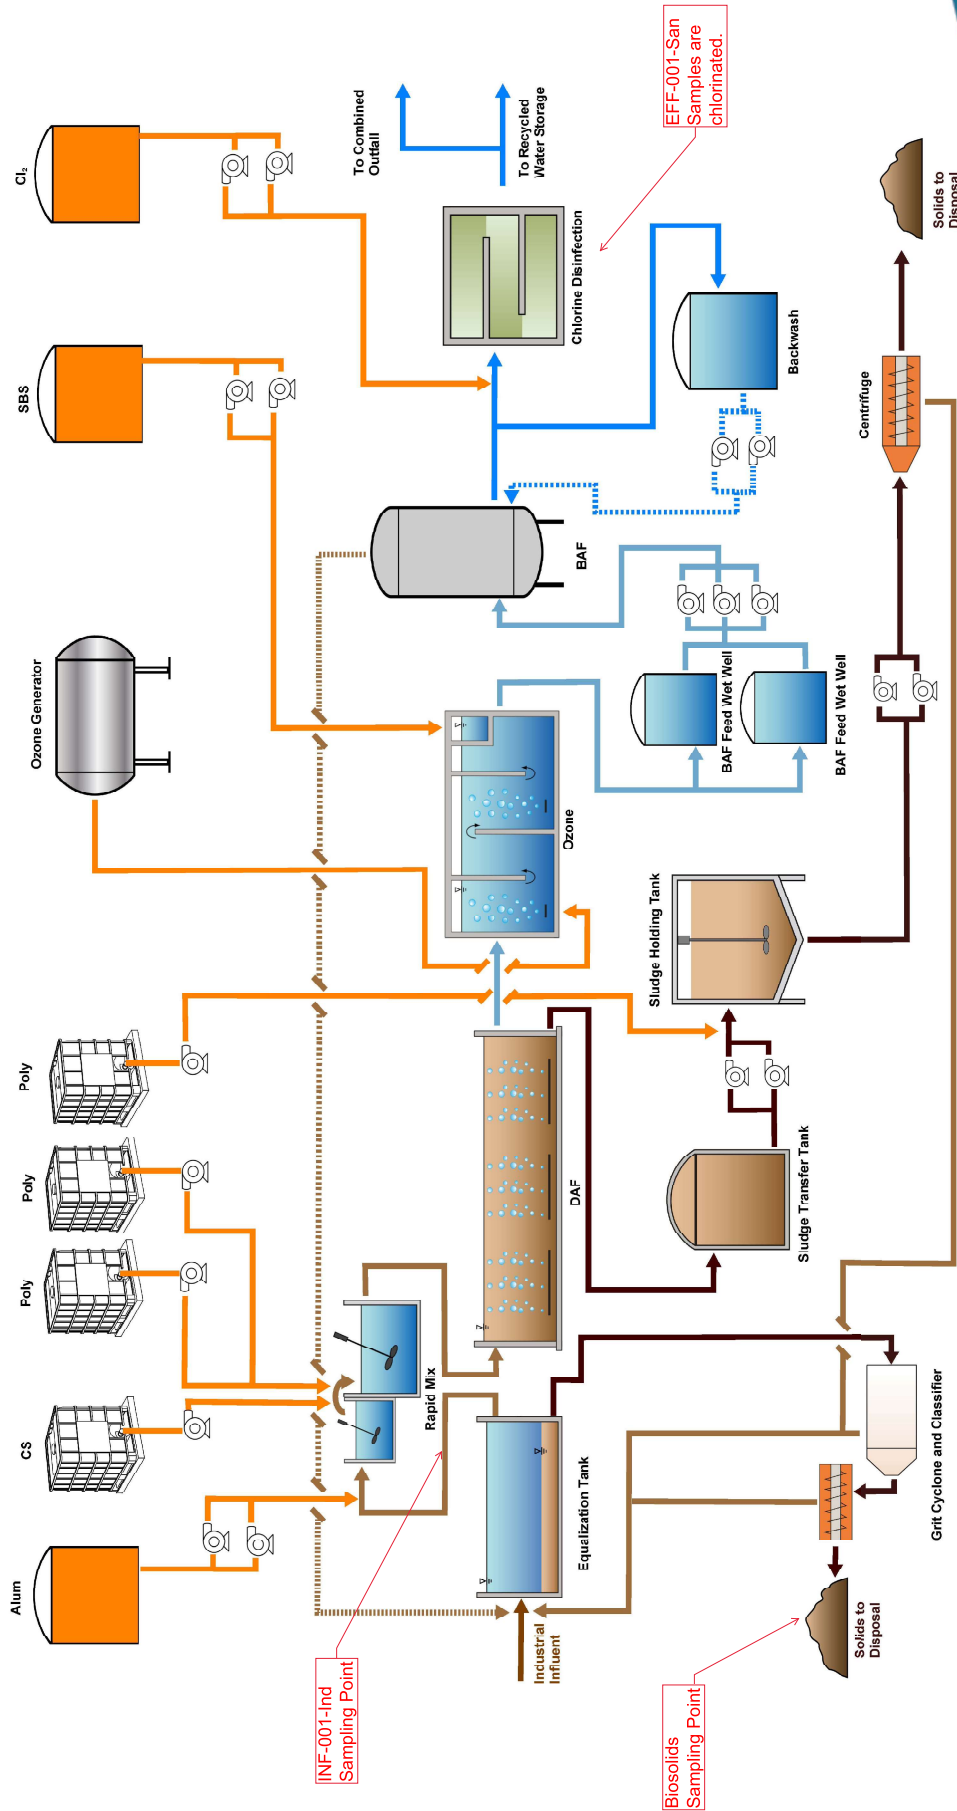 Alum
CS
Poly
Poly
Poly
Ozone Generator
SBS
Cl₂
INF-001-Ind
Sampling Point
Rapid Mix
Industrial
Influent
Equalization Tank
DAF
Ozone
BAF
Chlorine Disinfection
To Combined
Outfall
To Recycled
Water Storage
EFF-001-San
Samples are
chlorinated.
Biosolids
Sampling Point
Solids to
Disposal
Grit Cyclone and Classifier
Sludge Transfer Tank
Sludge Holding Tank
BAF Feed Wet Well
BAF Feed Wet Well
Backwash
Centrifuge
Solids to
Disposal